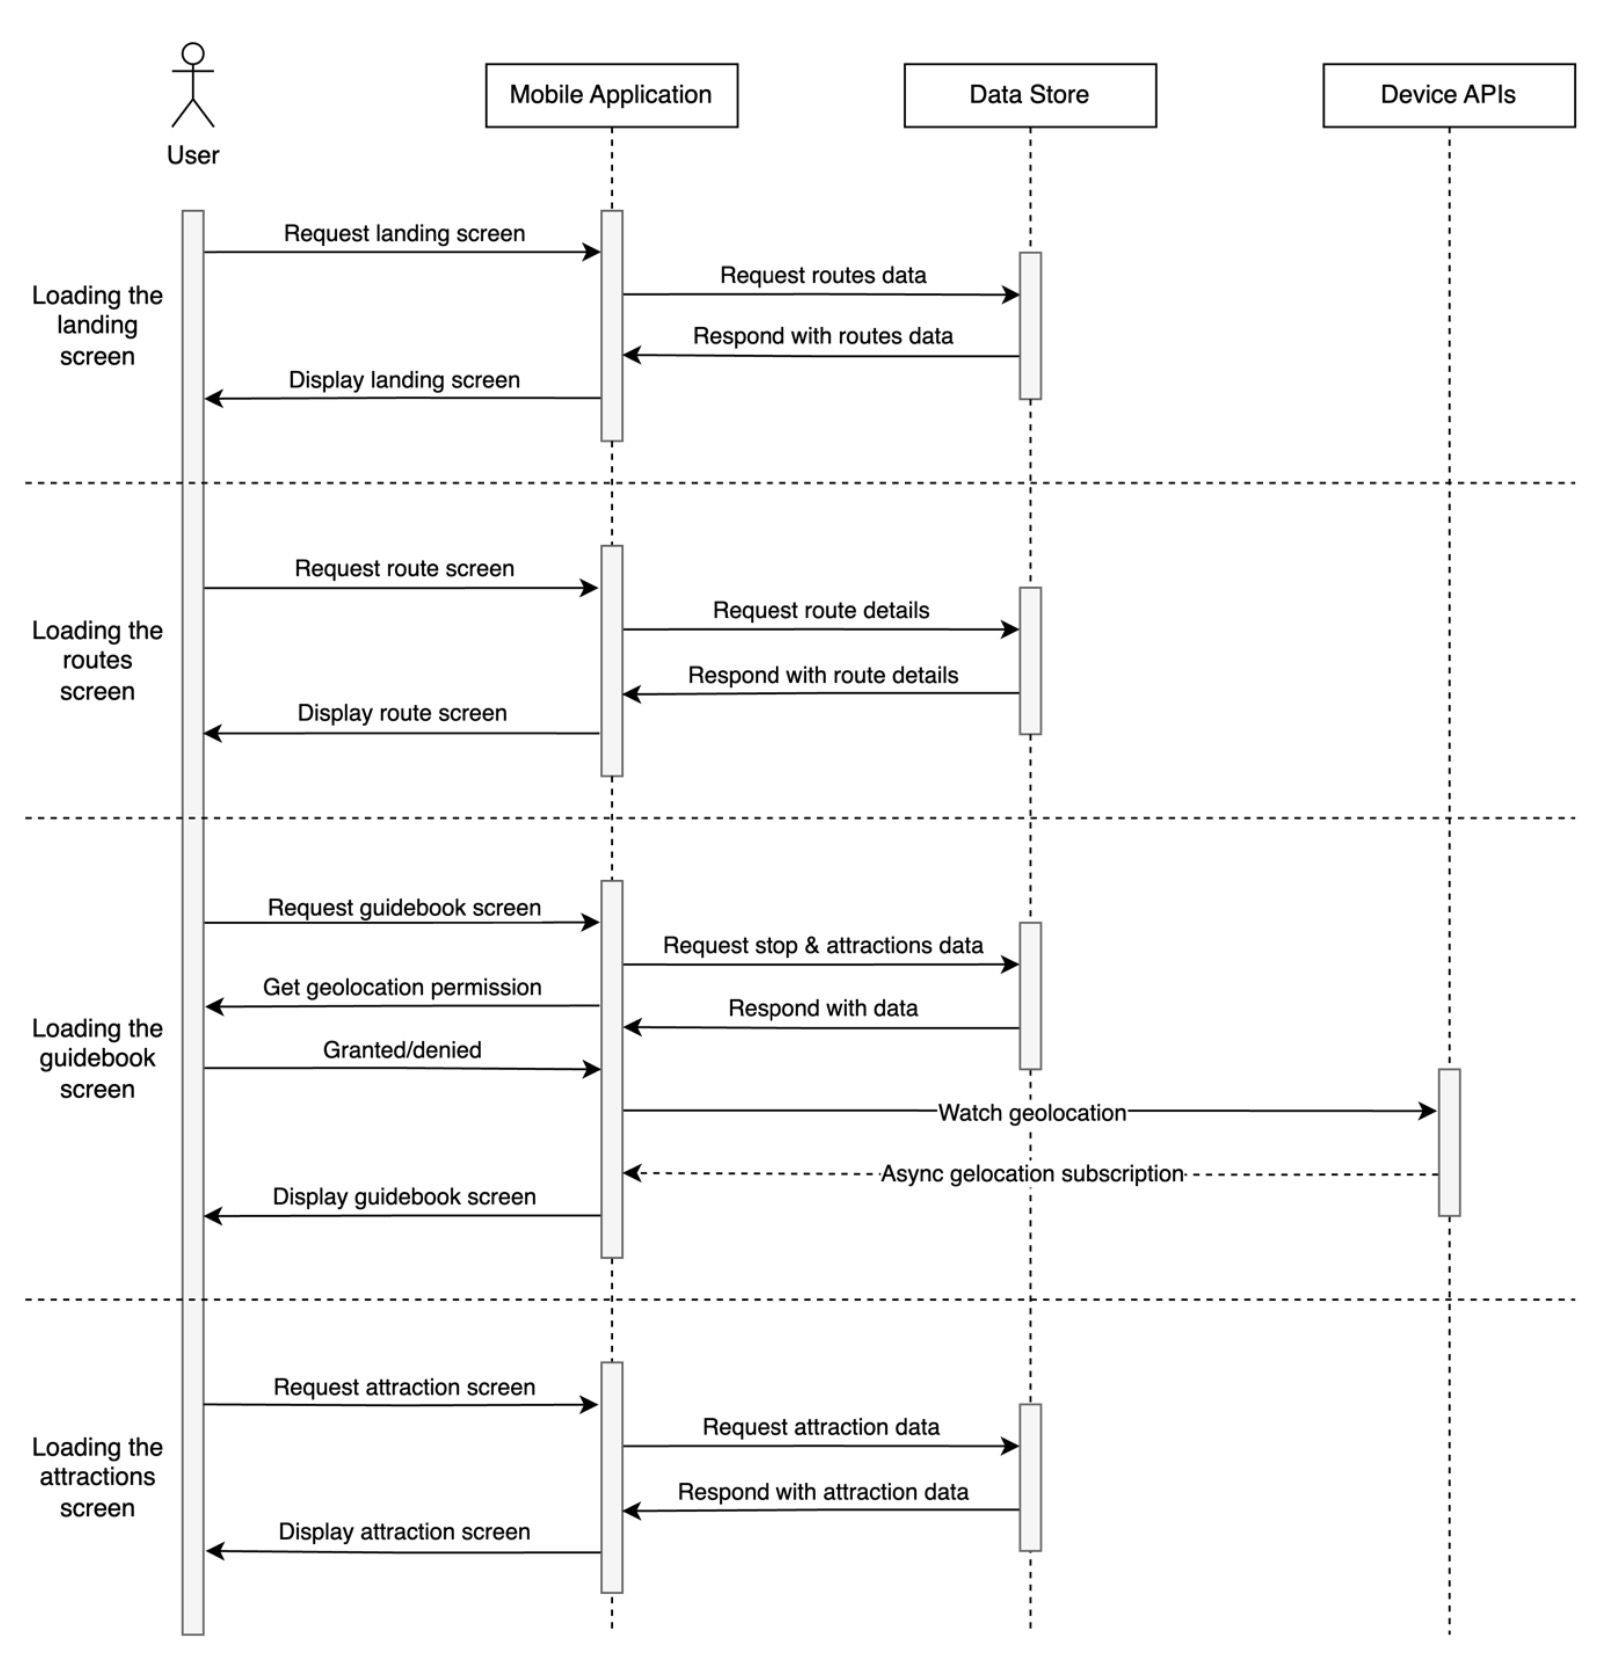 User
Mobile Application
Data Store
Device APIs
Loading the
landing
screen
Request landing screen
Request routes data
Respond with routes data
Display landing screen
Loading the
routes
screen
Request route screen
Request route details
Respond with route details
Display route screen
Loading the
guidebook
screen
Request guidebook screen
Request stop & attractions data
Get geolocation permission
Respond with data
Granted/denied
Watch geolocation
Async gelocation subscription
Display guidebook screen
Loading the
attractions
screen
Request attraction screen
Request attraction data
Respond with attraction data
Display attraction screen